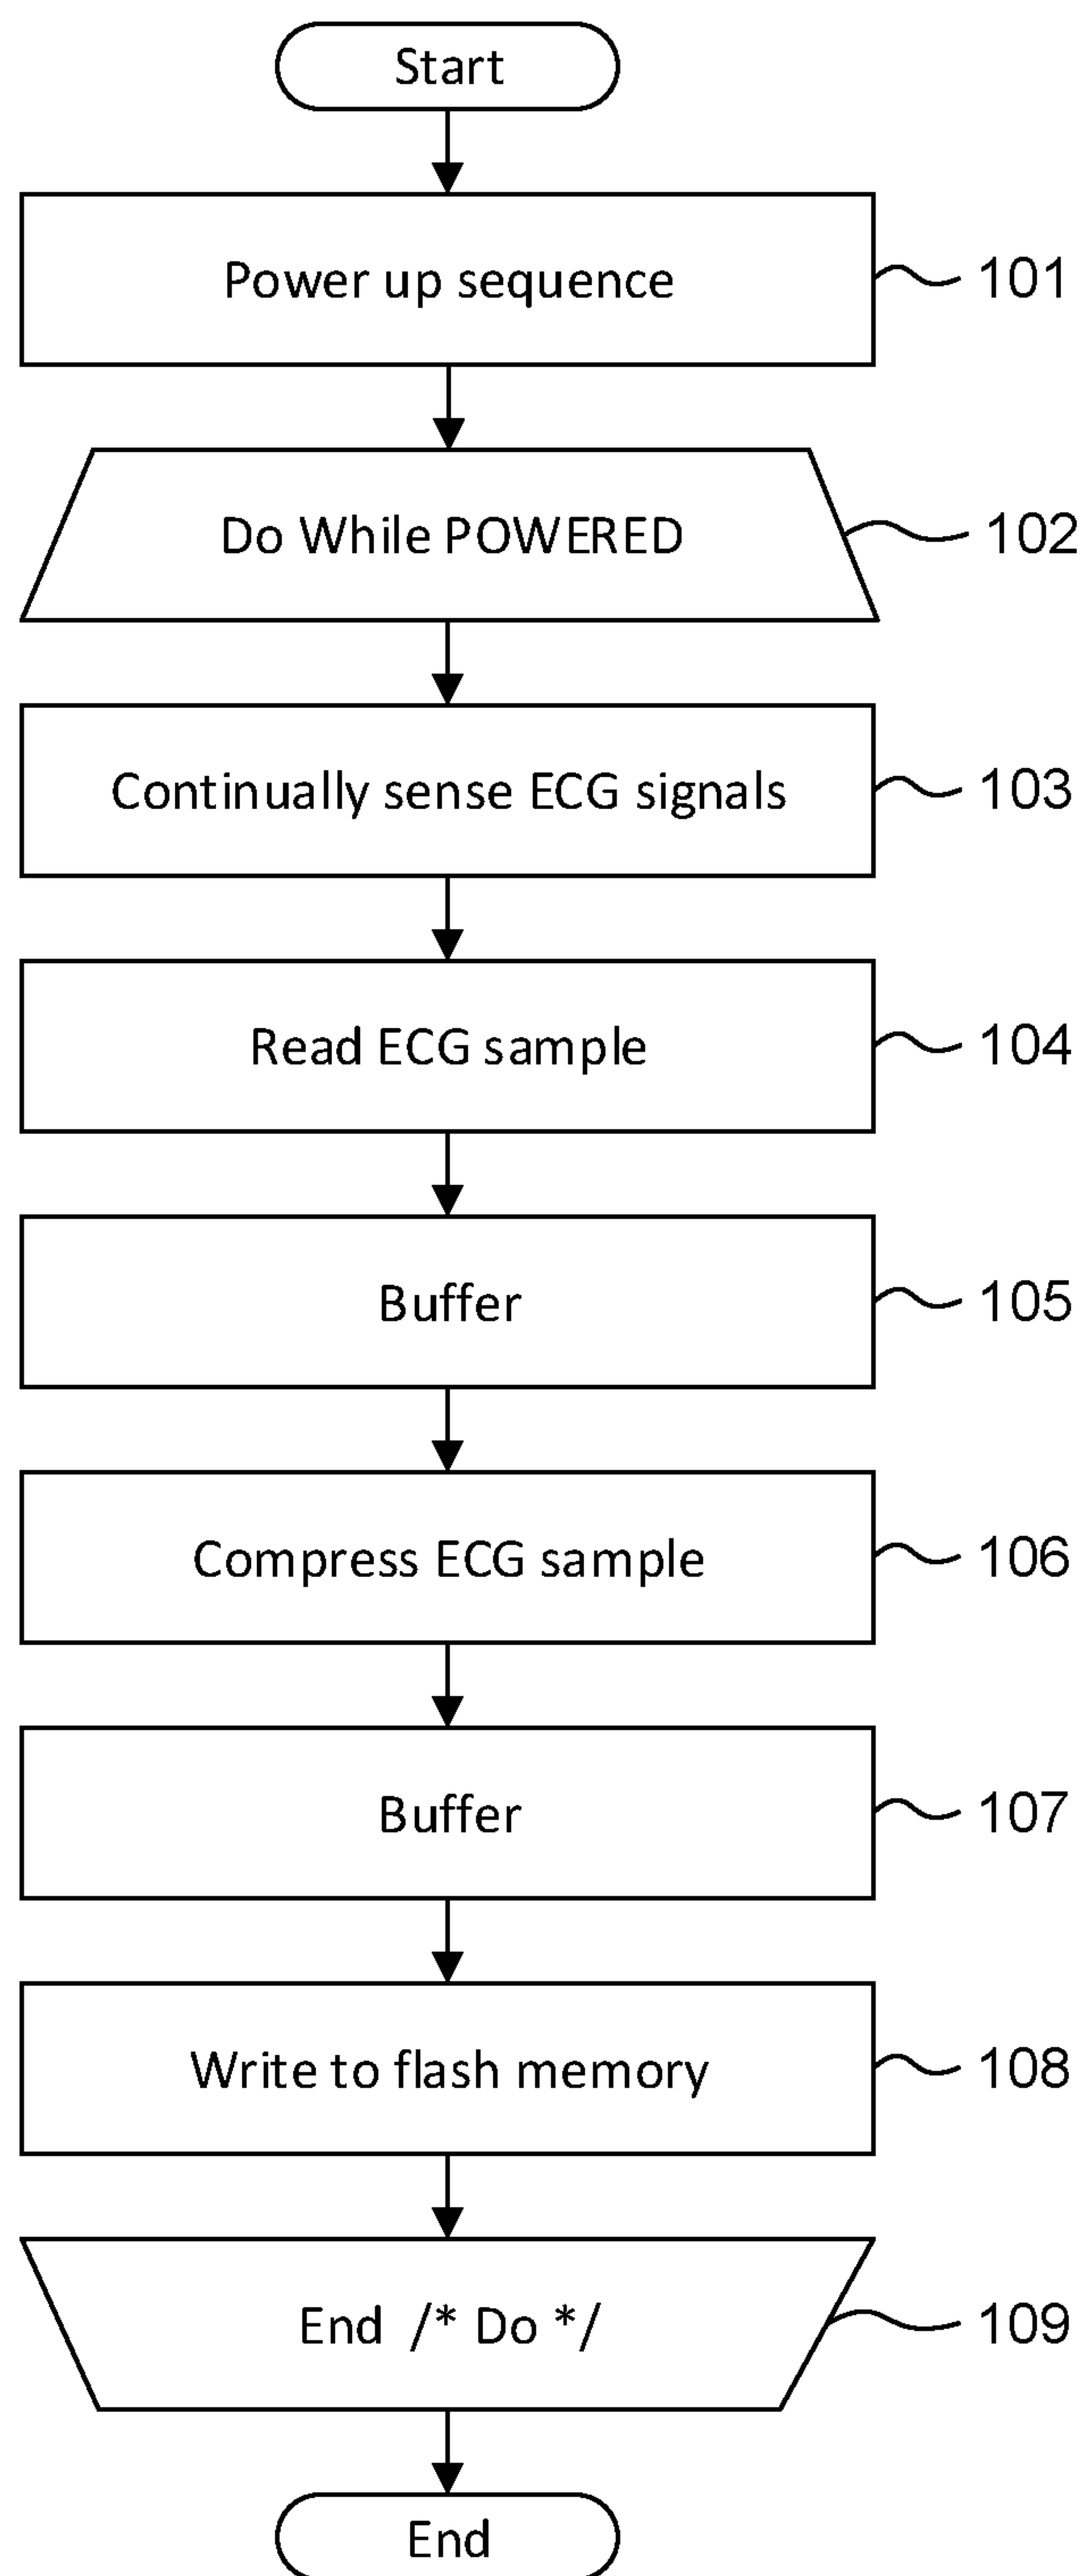 Start
Power up sequence
101
Do While POWERED
102
Continually sense ECG signals
103
Read ECG sample
104
Buffer
105
Compress ECG sample
106
Buffer
107
Write to flash memory
108
End /* Do */
109
End